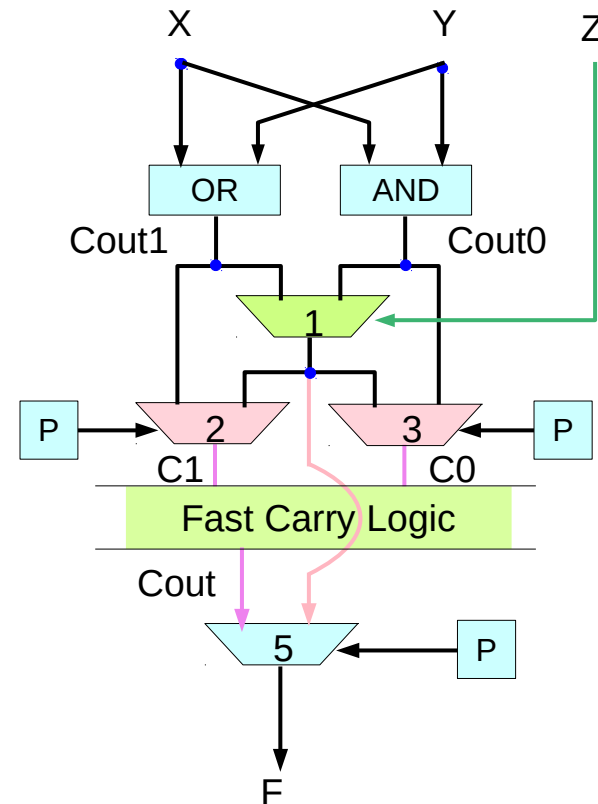 X Y Z
OR AND
Cout1 Cout0
1
P 2 3 P
C1 C0
Fast Carry Logic
Cout
5 P
F